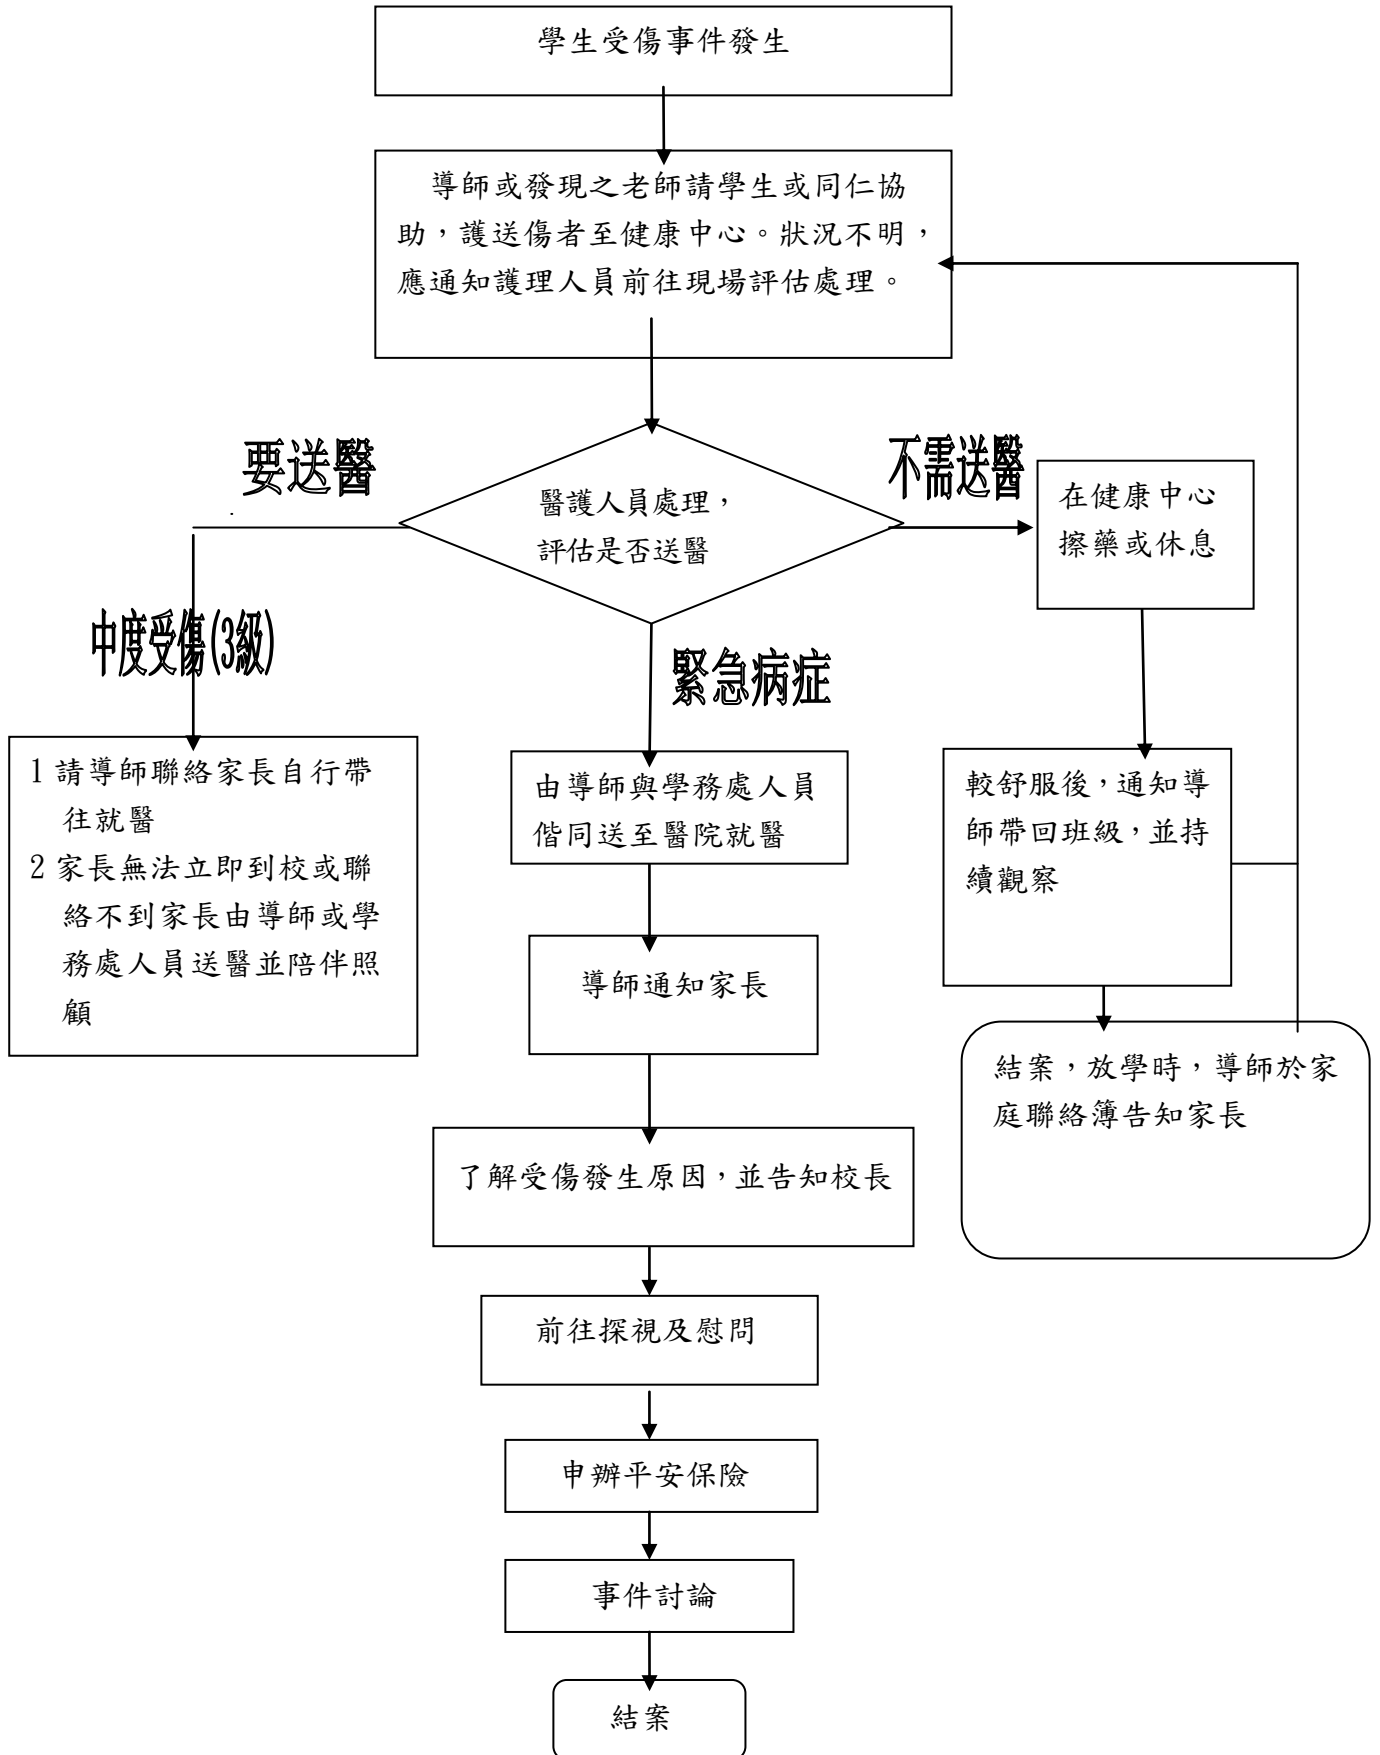 學生受傷事件發生
導師或發現之老師請學生或同仁協
助，護送傷者至健康中心。狀況不明，
應通知護理人員前往現場評估處理。
要送醫
不需送醫
醫護人員處理，
評估是否送醫
在健康中心
擦藥或休息
中度受傷(3級)
緊急病症
1 請導師聯絡家長自行帶
往就醫
2 家長無法立即到校或聯
絡不到家長由導師或學
務處人員送醫並陪伴照
顧
由導師與學務處人員
偕同送至醫院就醫
較舒服後，通知導
師帶回班級，並持
續觀察
導師通知家長
結案，放學時，導師於家
庭聯絡簿告知家長
了解受傷發生原因，並告知校長
前往探視及慰問
申辦平安保險
事件討論
結案